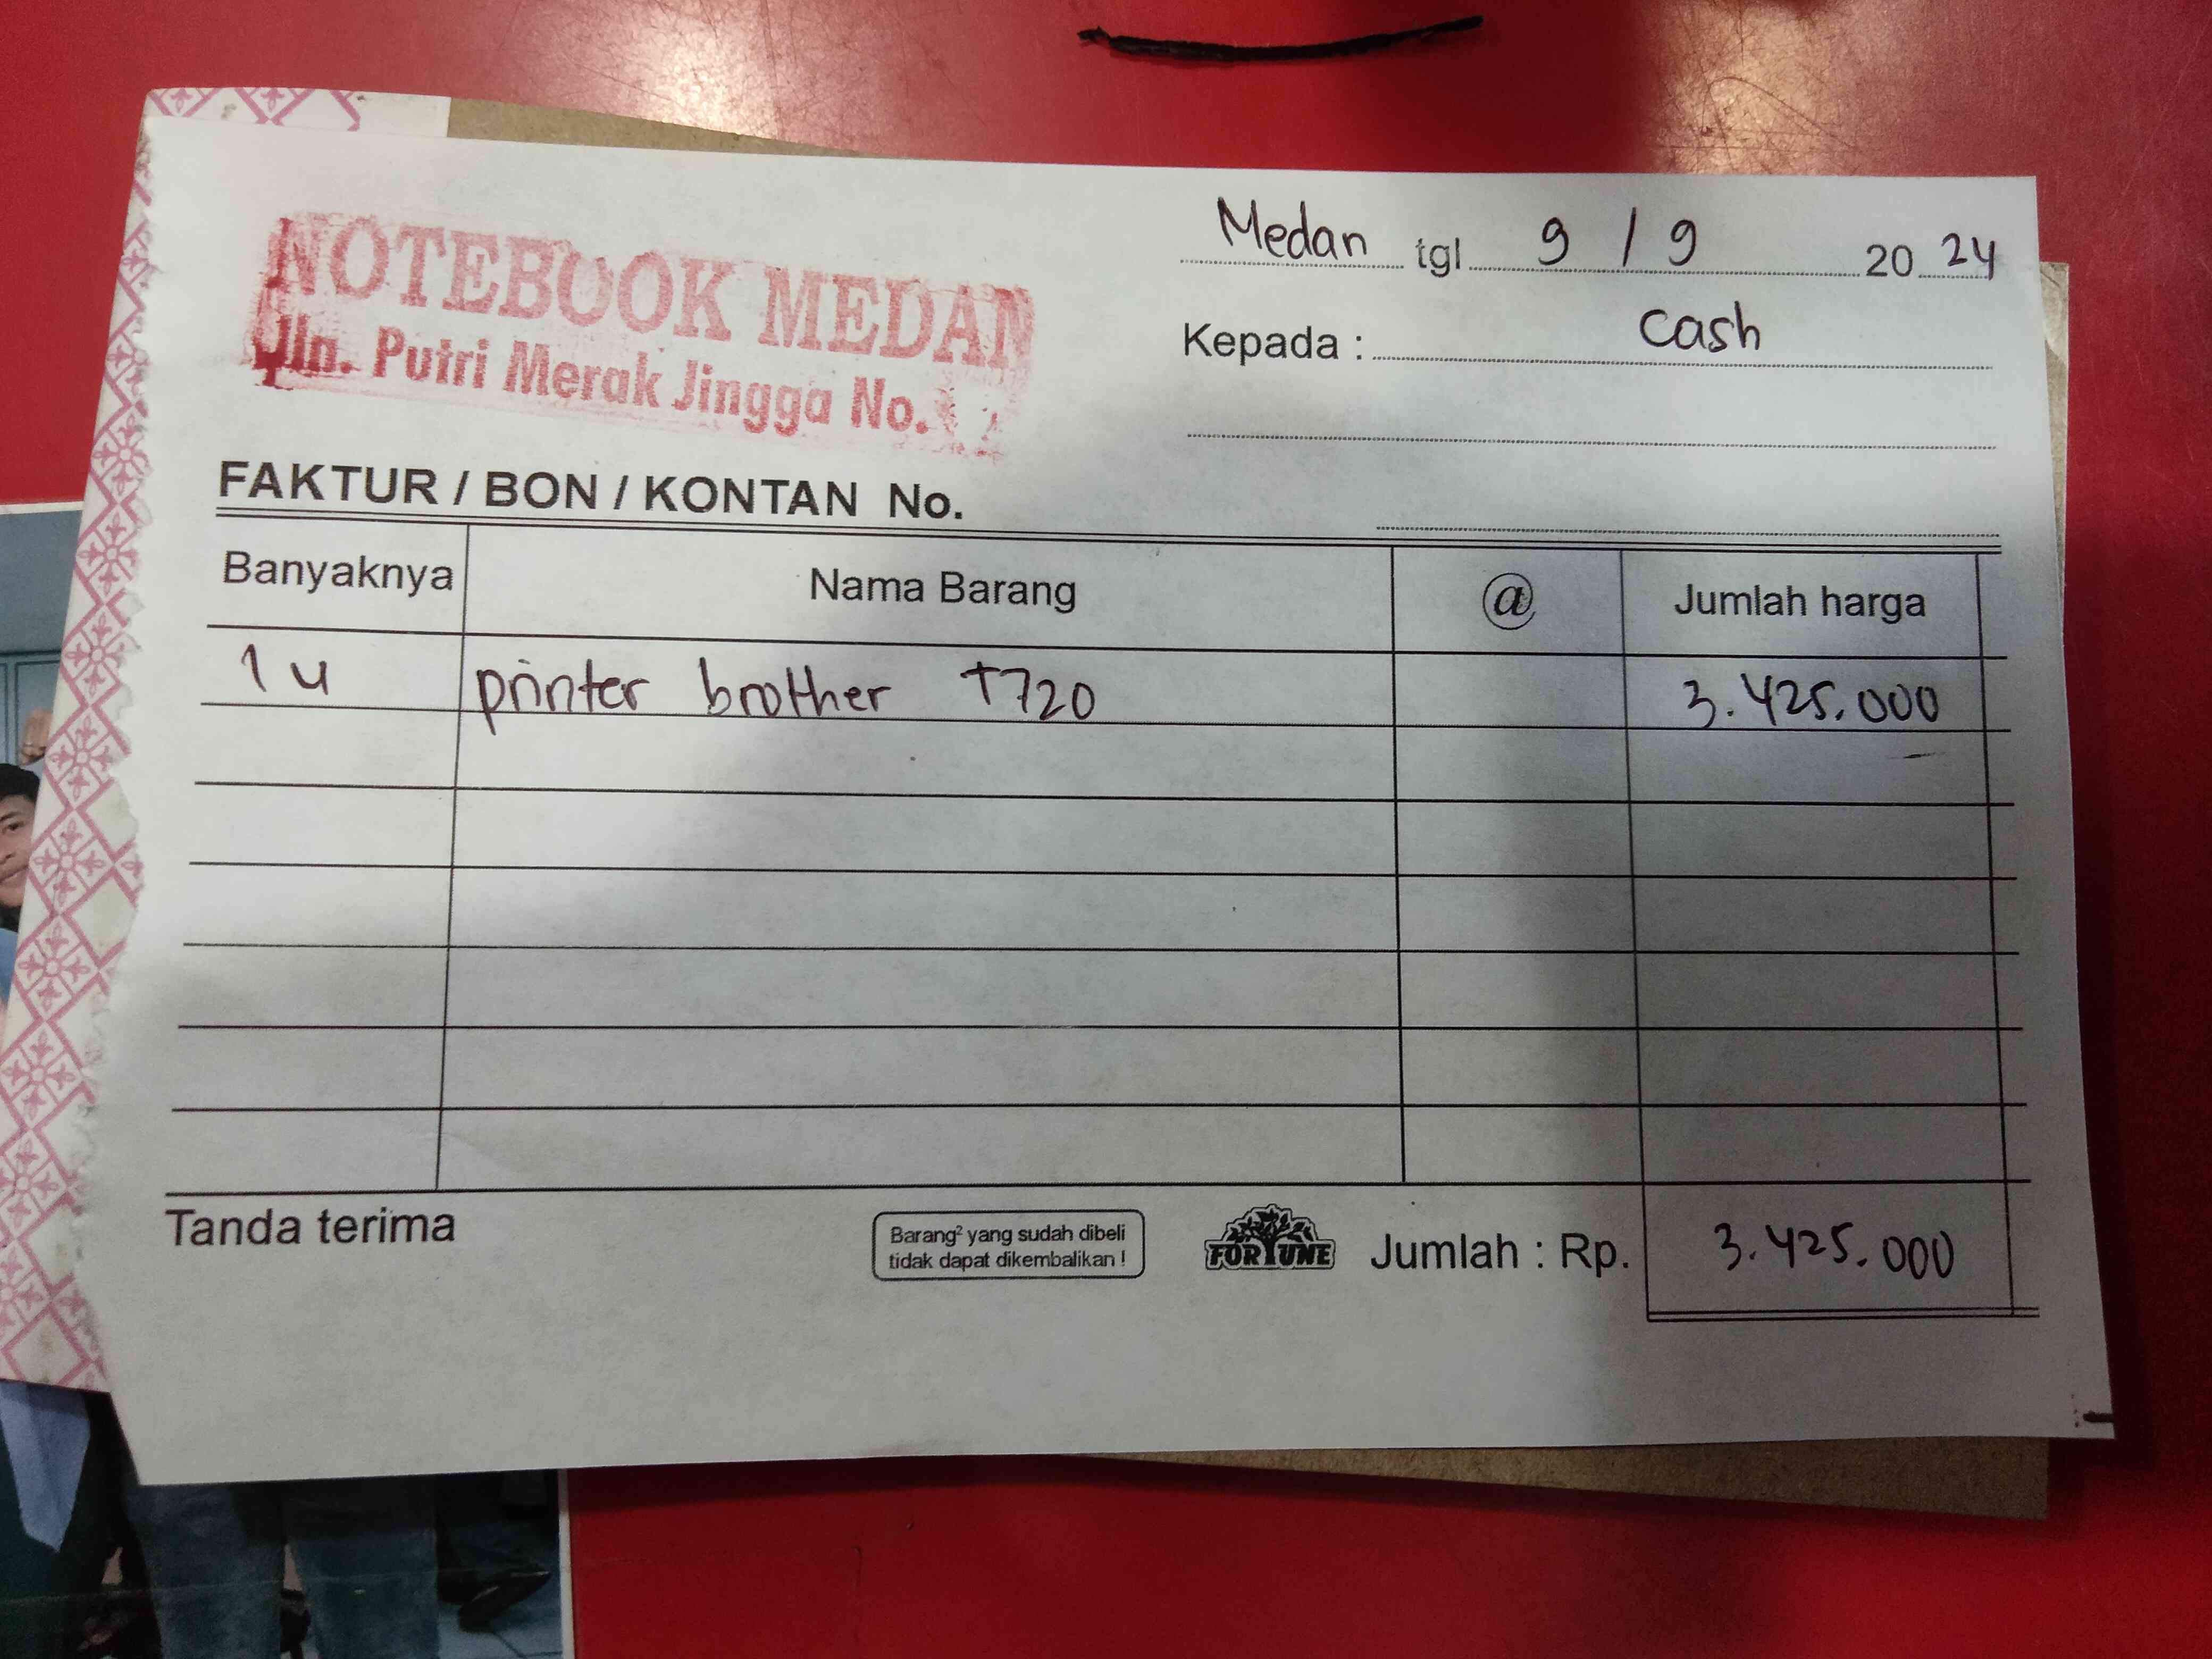 NOTEBOOK MEDAN
Jln. Putri Merak Jingga No.
Medan tgl 9 / 9 20 24
Kepada : Cash
FAKTUR / BON / KONTAN No.
Banyaknya Nama Barang @ Jumlah harga
1 u printer brother T720 3.425.000
Tanda terima
Barang² yang sudah dibeli
tidak dapat dikembalikan !
FORTUNE
Jumlah : Rp. 3.425.000